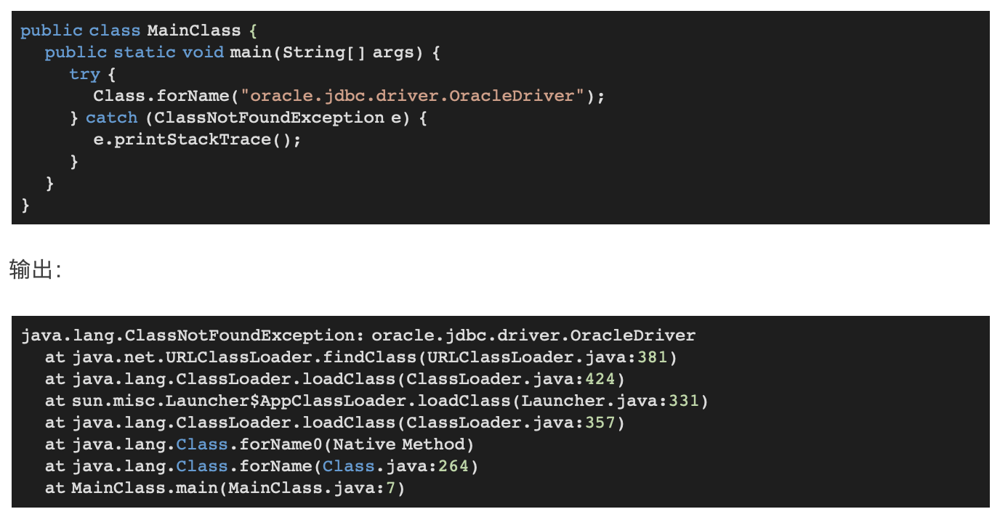 public class MainClass {
public static void main(String[] args) {
try {
Class.forName("oracle.jdbc.driver.OracleDriver");
} catch (ClassNotFoundException e) {
e.printStackTrace();
}
}
}
输出:
java.lang.ClassNotFoundException: oracle.jdbc.driver.OracleDriver
at java.net.URLClassLoader.findClass(URLClassLoader.java:381)
at java.lang.ClassLoader.loadClass(ClassLoader.java:424)
at sun.misc.Launcher$AppClassLoader.loadClass(Launcher.java:331)
at java.lang.ClassLoader.loadClass(ClassLoader.java:357)
at java.lang.Class.forName0(Native Method)
at java.lang.Class.forName(Class.java:264)
at MainClass.main(MainClass.java:7)